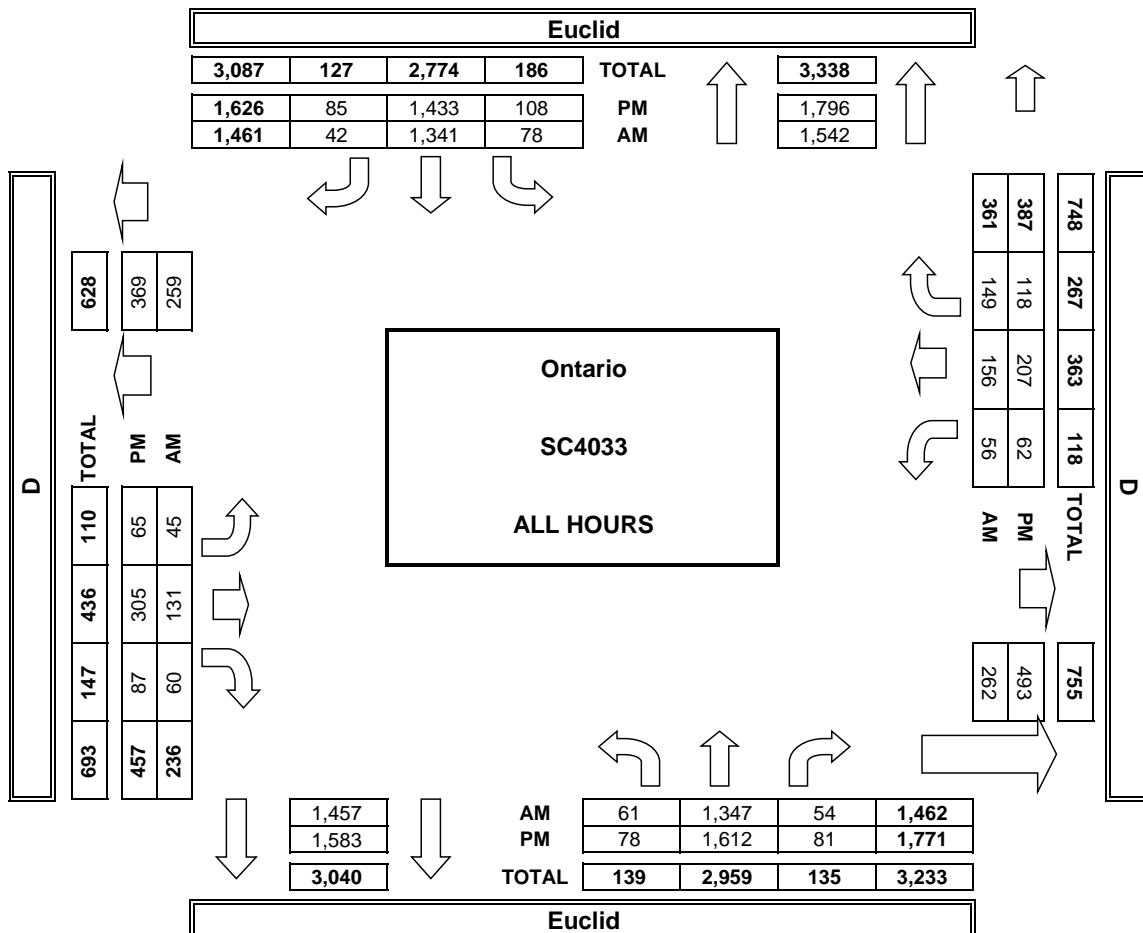 Euclid
3,087 127 2,774 186 TOTAL 3,338
1,626 85 1,433 108 PM 1,796
1,461 42 1,341 78 AM 1,542
D
628 369 259
TOTAL PM AM
110 65 45
436 305 131
147 87 60
693 457 236
Ontario
SC4033
ALL HOURS
361 387 748
149 118 267
156 207 363
56 62 118
AM PM TOTAL
262 493 755
D
1,457 AM 61 1,347 54 1,462
1,583 PM 78 1,612 81 1,771
3,040 TOTAL 139 2,959 135 3,233
Euclid